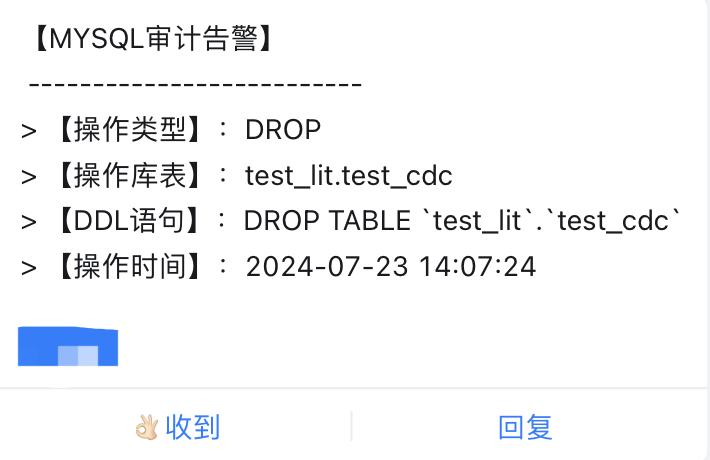 【MYSQL审计告警】
--------------------------
> 【操作类型】：DROP
> 【操作库表】：test_lit.test_cdc
> 【DDL语句】：DROP TABLE `test_lit`.`test_cdc`
> 【操作时间】：2024-07-23 14:07:24
👌🏻收到
回复